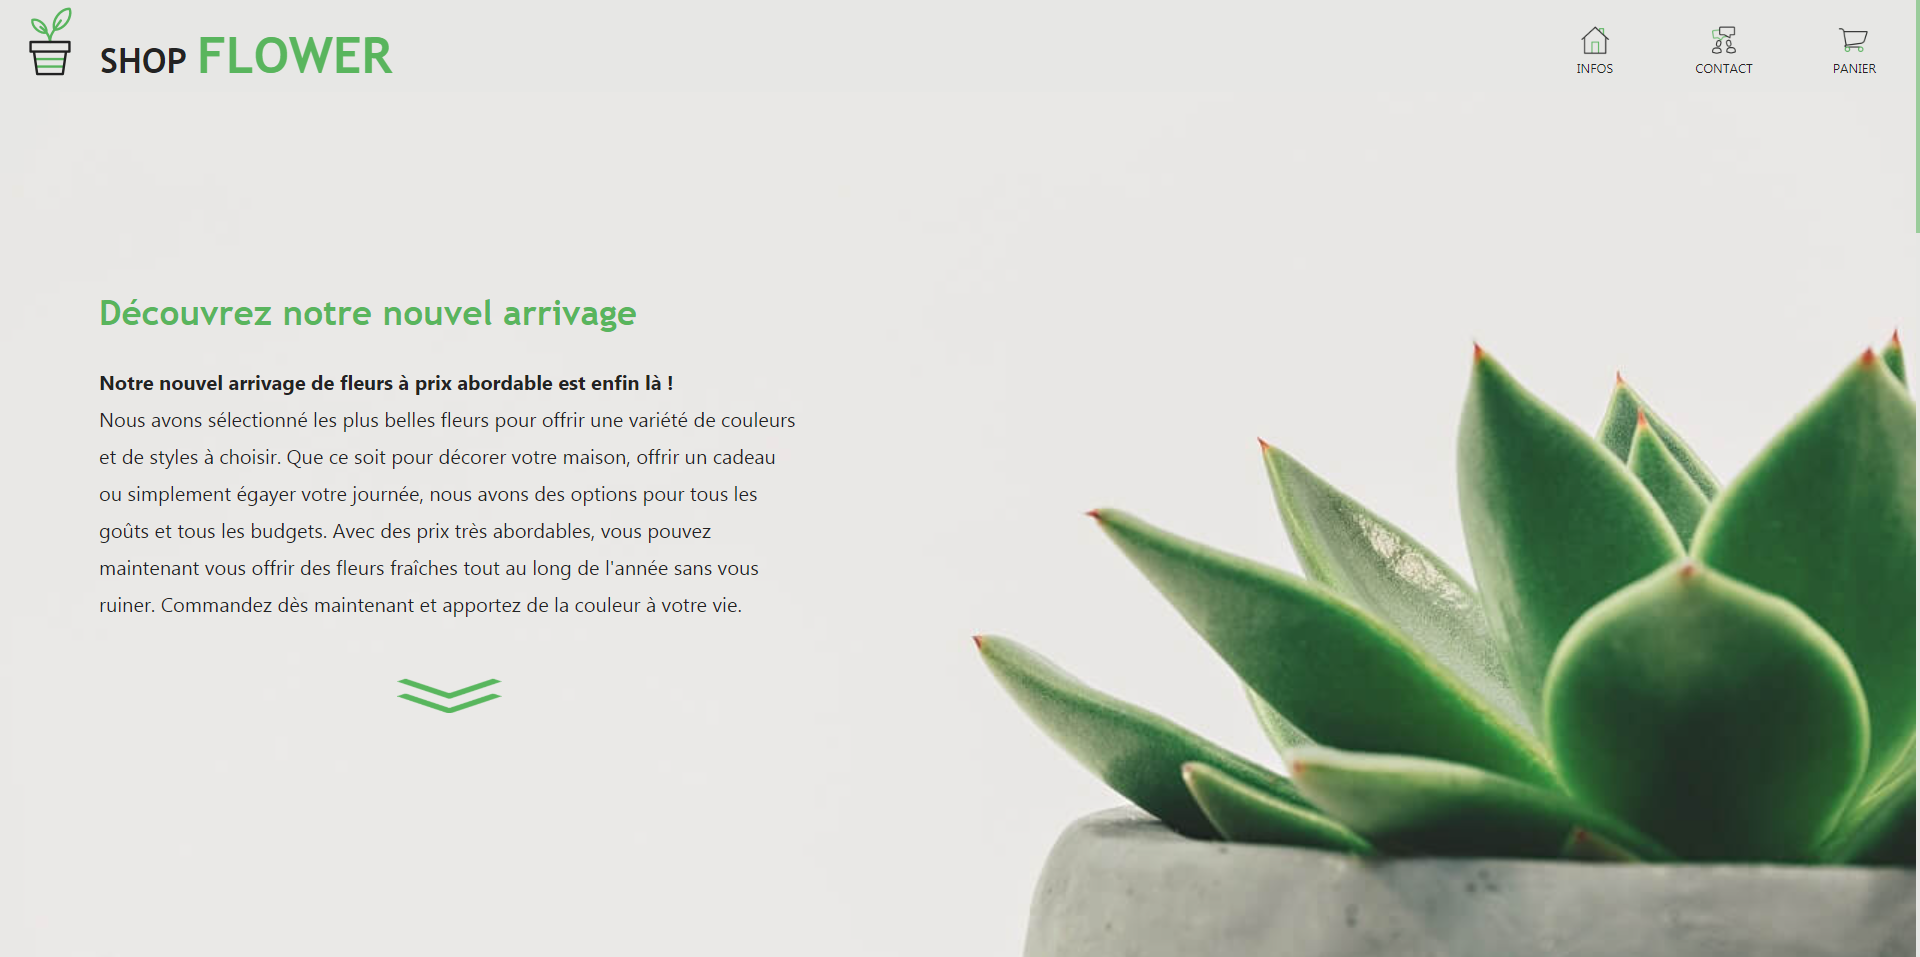 SHOP FLOWER
INFOS
CONTACT
PANIER
Découvrez notre nouvel arrivage
Notre nouvel arrivage de fleurs à prix abordable est enfin là !
Nous avons sélectionné les plus belles fleurs pour offrir une variété de couleurs
et de styles à choisir. Que ce soit pour décorer votre maison, offrir un cadeau
ou simplement égayer votre journée, nous avons des options pour tous les
goûts et tous les budgets. Avec des prix très abordables, vous pouvez
maintenant vous offrir des fleurs fraîches tout au long de l'année sans vous
ruiner. Commandez dès maintenant et apportez de la couleur à votre vie.